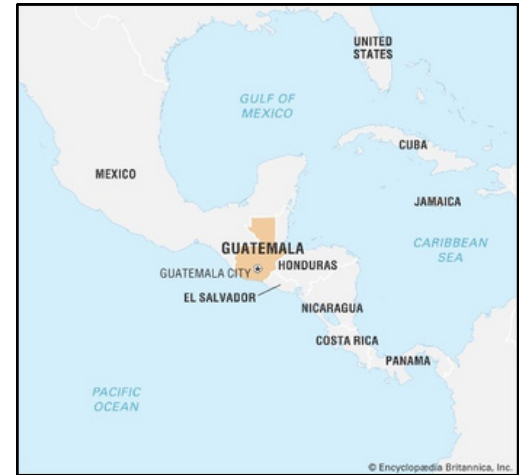 UNITED
STATES
GULF OF
MEXICO
CUBA
MEXICO
JAMAICA
CARIBBEAN
SEA
GUATEMALA
HONDURAS
GUATEMALA CITY
EL SALVADOR
NICARAGUA
COSTA RICA
PANAMA
PACIFIC
OCEAN
© Encyclopædia Britannica, Inc.